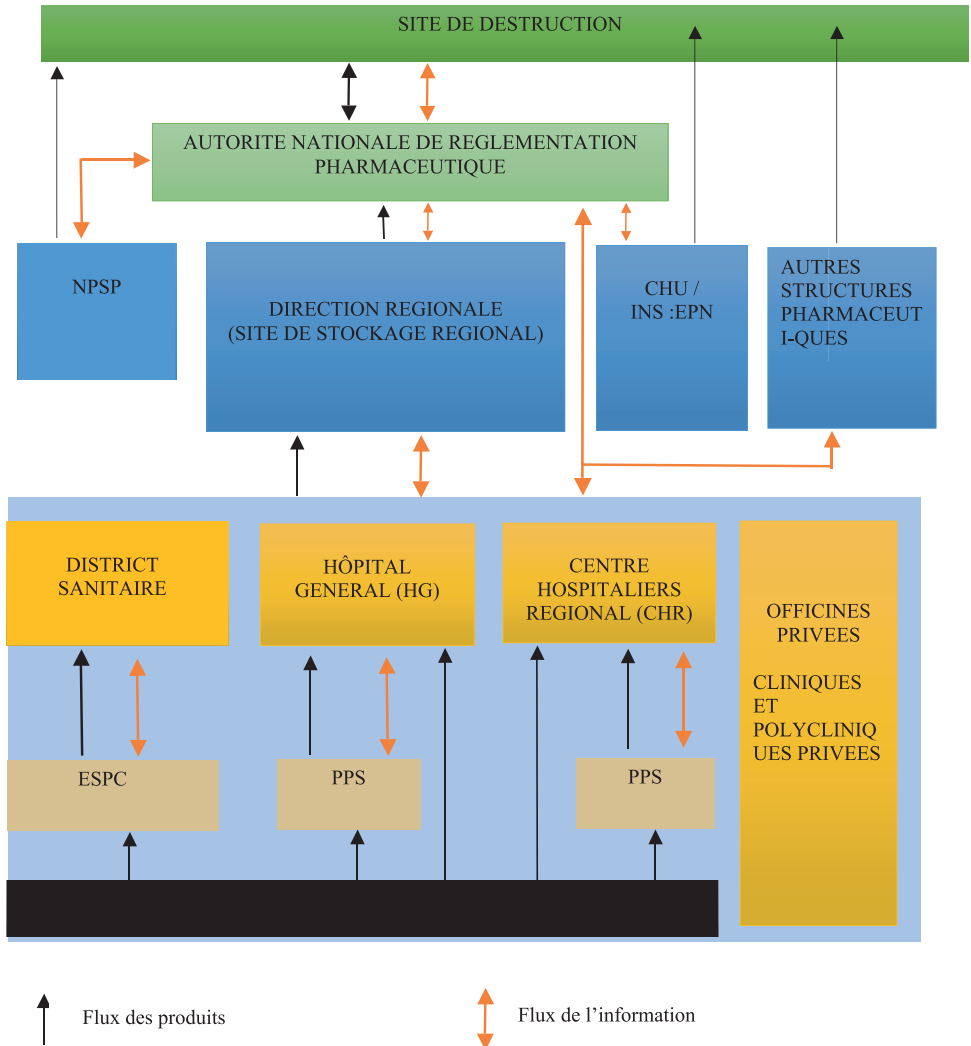 SITE DE DESTRUCTION
AUTORITE NATIONALE DE REGLEMENTATION
PHARMACEUTIQUE
NPSP
DIRECTION REGIONALE
(SITE DE STOCKAGE REGIONAL)
CHU /
INS :EPN
AUTRES
STRUCTURES
PHARMACEUT
I-QUES
DISTRICT
SANITAIRE
HÔPITAL
GENERAL (HG)
CENTRE
HOSPITALIERS
REGIONAL (CHR)
OFFICINES
PRIVEES
CLINIQUES
ET
POLYCLINIQ
UES PRIVEES
ESPC
PPS
PPS
Flux des produits
Flux de l’information